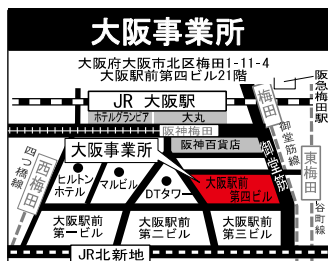 大阪事業所
大阪府大阪市北区梅田1-11-4
大阪駅前第四ビル21階
阪急梅田駅
JR 大阪駅
梅田
ホテルグランビア
大丸
御堂筋線
阪神梅田
四つ橋線
西梅田
大阪事業所
阪神百貨店
御堂筋
東梅田
ヒルトン
ホテル
マルビル
DTタワー
大阪駅前
第四ビル
谷町線
大阪駅前
第一ビル
大阪駅前
第二ビル
大阪駅前
第三ビル
JR北新地